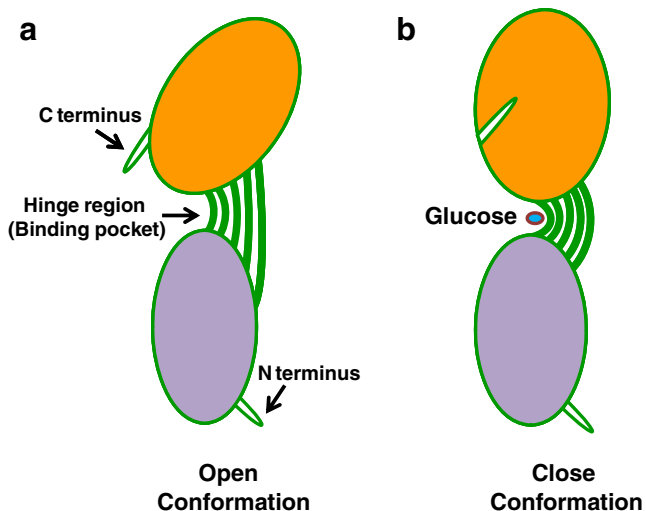 a
C terminus
Hinge region
(Binding pocket)
N terminus
Open
Conformation
b
Glucose
Close
Conformation